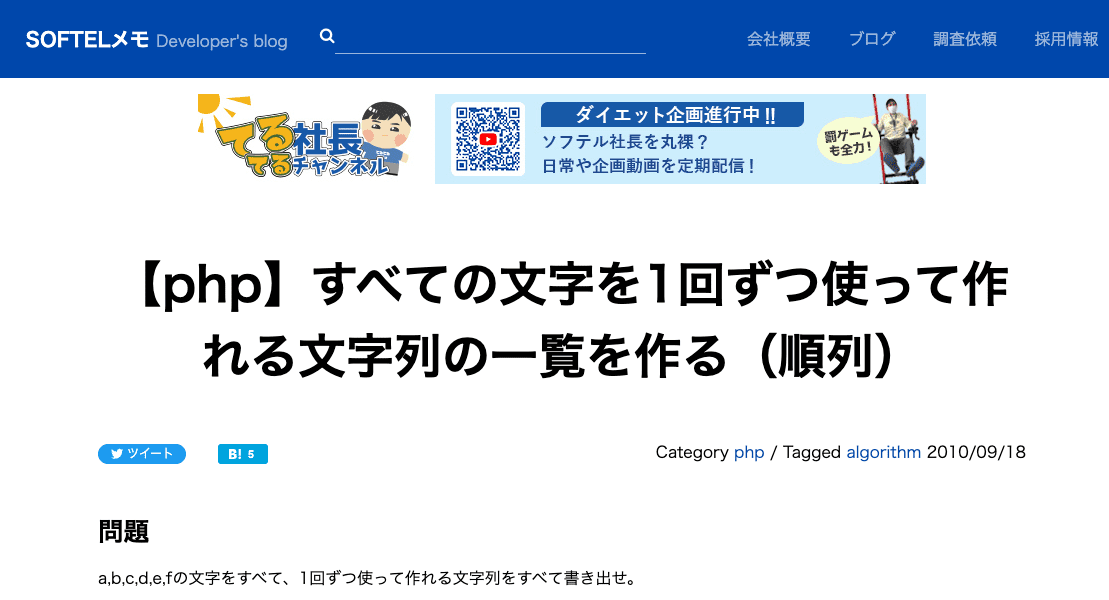 SOFTELメモ Developer's blog
会社概要 ブログ 調査依頼 採用情報
てる社長
てるチャンネル
ダイエット企画進行中!!
ソフテル社長を丸裸？
日常や企画動画を定期配信！
罰ゲーム
も全力！
【php】すべての文字を1回ずつ使って作
れる文字列の一覧を作る（順列）
ツイート
B! 5
Category php / Tagged algorithm 2010/09/18
問題
a,b,c,d,e,fの文字をすべて、1回ずつ使って作れる文字列をすべて書き出せ。